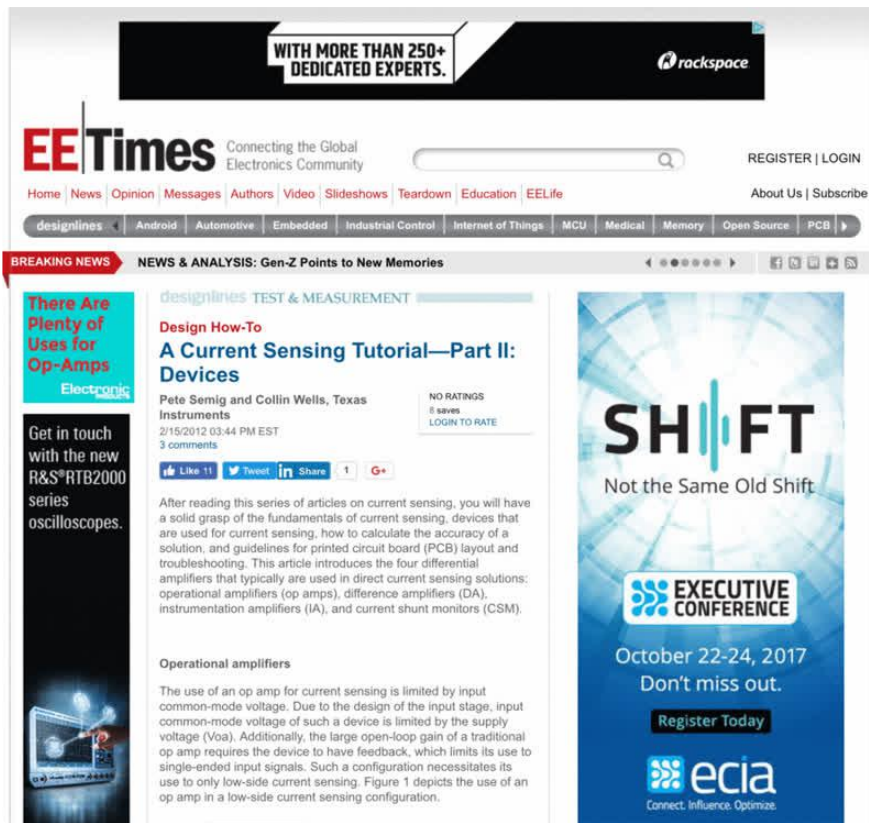 WITH MORE THAN 250+
DEDICATED EXPERTS.
rackspace
EETimes
Connecting the Global
Electronics Community
REGISTER | LOGIN
Home | News | Opinion | Messages | Authors | Video | Slideshows | Teardown | Education | EELife
About Us | Subscribe
designlines Android Automotive Embedded Industrial Control Internet of Things MCU Medical Memory Open Source PCB
BREAKING NEWS NEWS & ANALYSIS: Gen-Z Points to New Memories
There Are
Plenty of
Uses for
Op-Amps
Electronic
PRODUCTS
Get in touch
with the new
R&S®RTB2000
series
oscilloscopes.
designlines TEST & MEASUREMENT
Design How-To
A Current Sensing Tutorial—Part II:
Devices
Pete Semig and Collin Wells, Texas
Instruments
2/15/2012 03:44 PM EST
3 comments
NO RATINGS
6 saves
LOGIN TO RATE
Like 11 Tweet in Share 1 G+
After reading this series of articles on current sensing, you will have
a solid grasp of the fundamentals of current sensing, devices that
are used for current sensing, how to calculate the accuracy of a
solution, and guidelines for printed circuit board (PCB) layout and
troubleshooting. This article introduces the four differential
amplifiers that typically are used in direct current sensing solutions:
operational amplifiers (op amps), difference amplifiers (DA),
instrumentation amplifiers (IA), and current shunt monitors (CSM).
Operational amplifiers
The use of an op amp for current sensing is limited by input
common-mode voltage. Due to the design of the input stage, input
common-mode voltage of such a device is limited by the supply
voltage (Voa). Additionally, the large open-loop gain of a traditional
op amp requires the device to have feedback, which limits its use to
single-ended input signals. Such a configuration necessitates its
use to only low-side current sensing. Figure 1 depicts the use of an
op amp in a low-side current sensing configuration.
SHIFT
Not the Same Old Shift
EXECUTIVE
CONFERENCE
October 22-24, 2017
Don't miss out.
Register Today
ecia
Connect. Influence. Optimize.